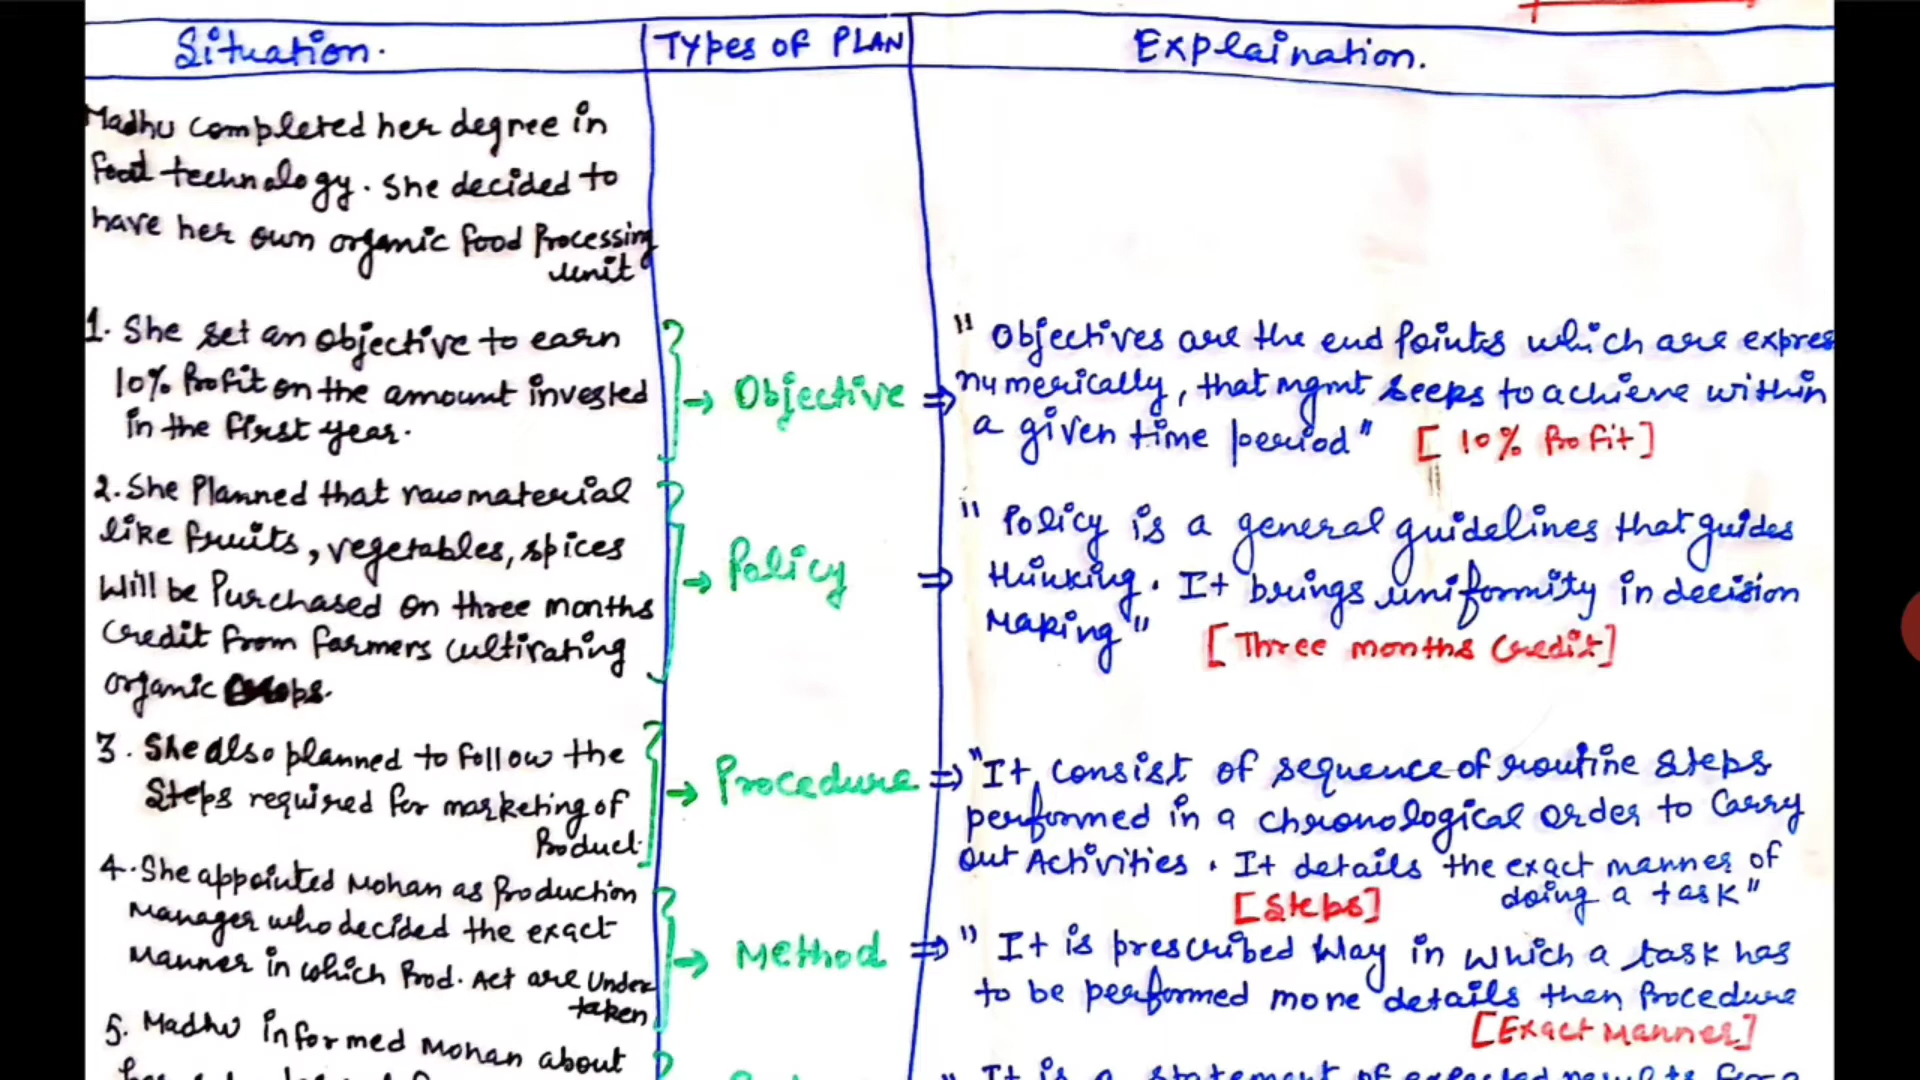 Situation.
Types of PLAN
Explaination.
Madhu completed her degree in
food technology. She decided to
have her own organic food Processing
unit
1. She set an objective to earn
10% Profit on the amount invested
in the first year.
Objective
" Objectives are the end Points which are expres
numerically, that mgmt seeks to achieve within
a given time period" [10% Profit]
2. She Planned that raw material
like fruits, vegetables, spices
Will be Purchased on three months
Credit from farmers cultivating
organic
Policy
" Policy is a general guidelines that guides
thinking. It brings uniformity in decision
Making"
[Three months Credit]
3. She also planned to follow the
Steps required for marketing of
Product.
Procedure
"It consist of sequence of routine steps
performed in a chronological order to Carry
out Activities. It details the exact manner of
doing a task"
[Steps]
4. She appointed Mohan as Production
Manager who decided the exact
Manner in which Prod. Act are Under
taken
Method
" It is prescribed Way in which a task has
to be performed more details then Procedure
[Exact Manner]
5. Madhu informed Mohan about
" It is a statement of expected results for a